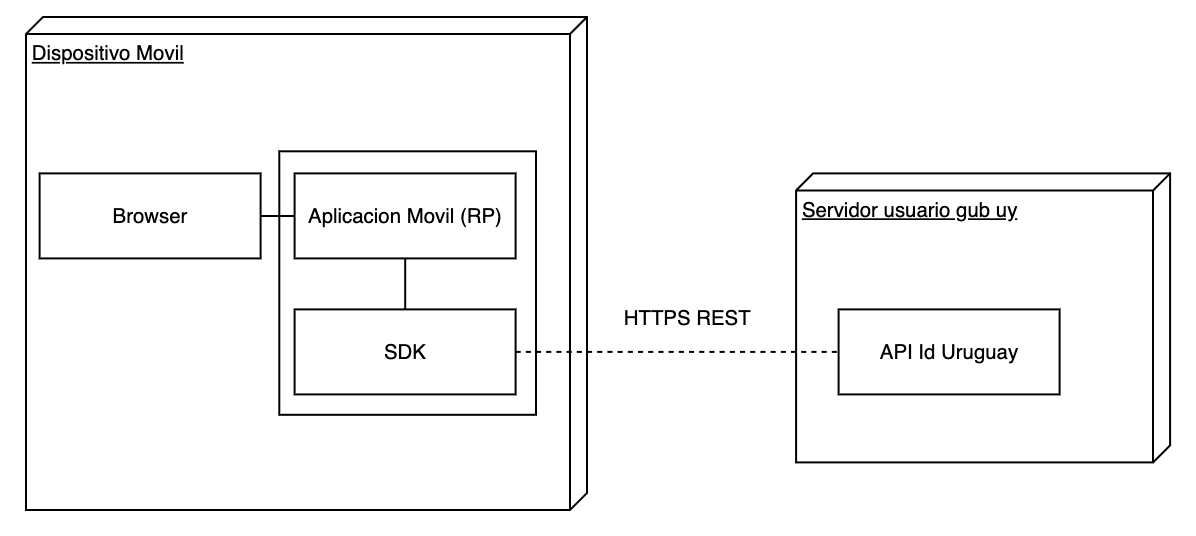 Dispositivo Movil
Browser
Aplicacion Movil (RP)
SDK
HTTPS REST
Servidor usuario gub uy
API Id Uruguay